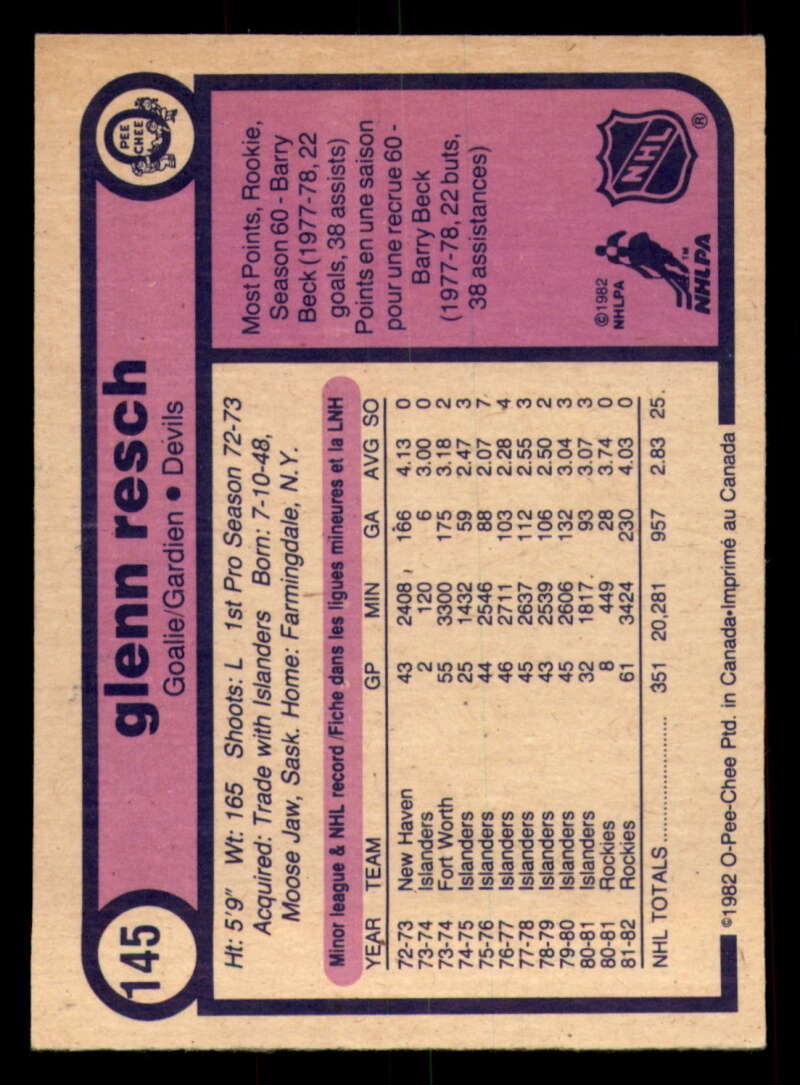 145
glenn resch
Goalie/Gardien • Devils
O PEE CHEE
Ht: 5'9" Wt: 165 Shoots: L 1st Pro Season 72-73
Acquired: Trade with Islanders Born: 7-10-48,
Moose Jaw, Sask. Home: Farmingdale, N.Y.
Minor league & NHL record/Fiche dans les ligues mineures et la LNH
YEAR TEAM GP MIN GA AVG SO
72-73 New Haven 43 2408 166 4.13 0
73-74 Islanders 2 120 6 3.00 0
73-74 Fort Worth 55 3300 175 3.18 2
74-75 Islanders 25 1432 59 2.47 3
75-76 Islanders 44 2546 88 2.07 7
76-77 Islanders 46 2711 103 2.28 4
77-78 Islanders 45 2637 112 2.55 3
78-79 Islanders 43 2539 106 2.50 2
79-80 Islanders 45 2606 132 3.04 3
80-81 Islanders 32 1817. 93 3.07 3
80-81 Rockies 8 449 28 3.74 0
81-82 Rockies 61 3424 230 4.03 0
NHL TOTALS .................. 351 20,281 957 2.83 25.
Most Points, Rookie,
Season 60 - Barry
Beck (1977-78, 22
goals, 38 assists)
Points en une saison
pour une recrue 60 -
Barry Beck
(1977-78, 22 buts,
38 assistances)
©1982
NHLPA
NHLPA™
NHL®
©1982 O-Pee-Chee Ptd. in Canada•Imprimé au Canada